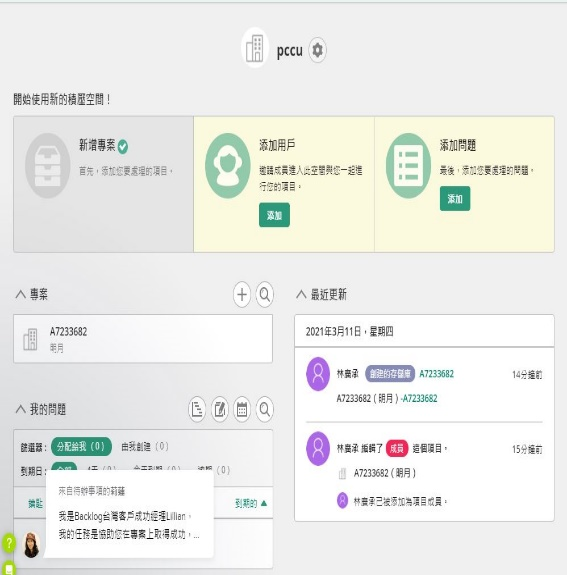 pccu
開始使用新的積壓空間！
新增專案
首先，添加您要處理的項目。
添加用戶
邀請成員進入此空間與您一起進
行您的項目。
添加
添加問題
最後，添加您要處理的問題。
添加
專案
A7233682
明月
我的問題
篩選器： 分配給我（0） 由我創建（0）
到期日：
（0）
到期的
來自待辦事項的莉蓮
我是Backlog台灣客戶成功經理Lillian，
我的任務是協助您在專案上取得成功，...
?
最近更新
2021年3月11日，星期四
林廣承 創建的存儲庫 A7233682 14分鐘前
A7233682 ( 明月 ) -A7233682
林廣承 編輯了 成員 這個項目。 15分鐘前
A7233682 ( 明月 )
林廣承已被添加為項目成員。